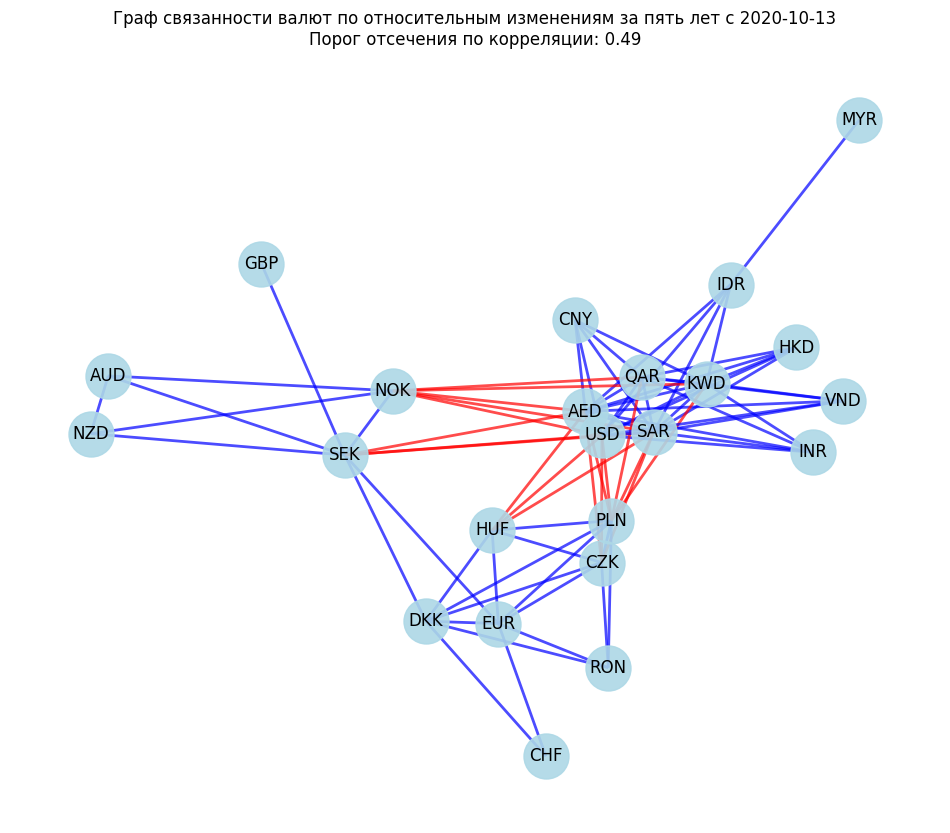 Граф связанности валют по относительным изменениям за пять лет с 2020-10-13
Порог отсечения по корреляции: 0.49
MYR
GBP
IDR
CNY
HKD
AUD
QAR
KWD
NOK
VND
AED
NZD
USD
SAR
SEK
INR
PLN
HUF
CZK
DKK
EUR
RON
CHF